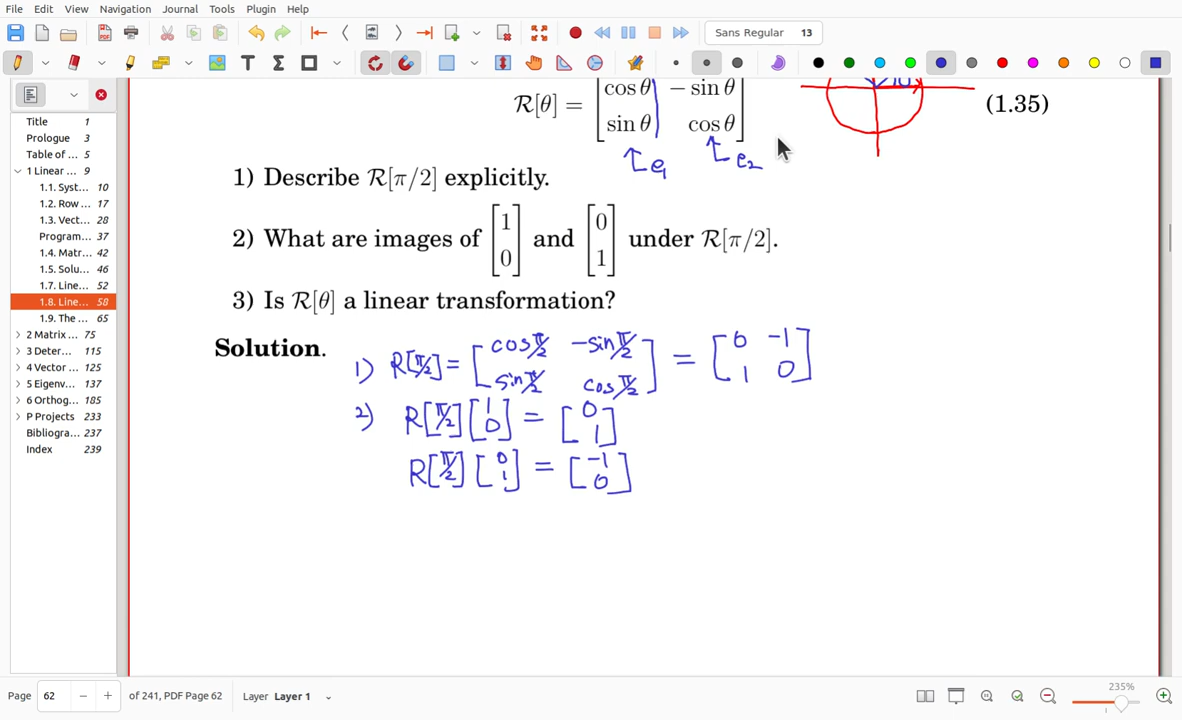 File Edit View Navigation Journal Tools Plugin Help
Sans Regular 13
Title 1
Prologue 3
Table of ... 5
1 Linear ... 9
1.1. Syst... 10
1.2. Row ... 17
1.3. Vect... 28
Program... 37
1.4. Matr... 42
1.5. Solu... 46
1.7. Line... 52
1.8. Line... 58
1.9. The ... 65
2 Matrix ... 75
3 Deter... 115
4 Vector ... 125
5 Eigenv... 137
6 Orthog... 185
P Projects 233
Bibliogra... 237
Index 239
R[θ] = [cos θ − sin θ
sin θ cos θ] (1.35)
e₁ e₂
1) Describe R[π/2] explicitly.
2) What are images of [1 0] and [0 1] under R[π/2].
3) Is R[θ] a linear transformation?
Solution.
1) R[π/2] = [cos π/2 −sin π/2
sin π/2 cos π/2] = [0 −1
1 0]
2) R[π/2] [1 0] = [0 1]
R[π/2] [0 1] = [−1 0]
Page 62 − + of 241, PDF Page 62 Layer Layer 1 235%